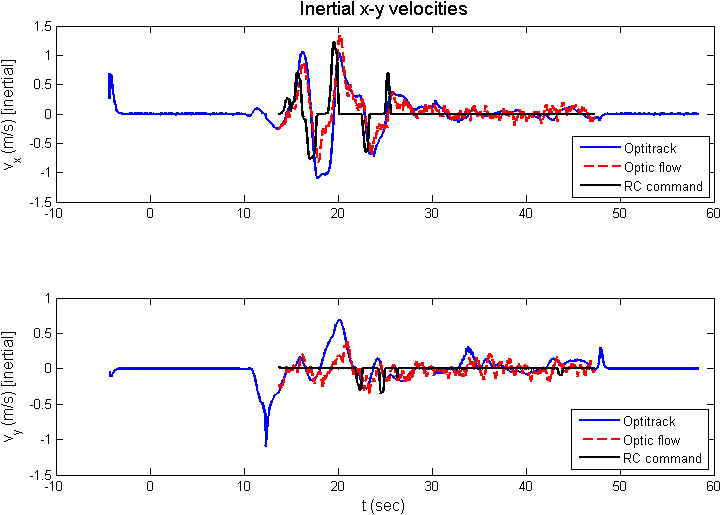 Inertial x-y velocities
v_x (m/s) [inertial]
1.5
1
0.5
0
-0.5
-1
-1.5
Optitrack
Optic flow
RC command
-10 0 10 20 30 40 50 60
v_y (m/s) [inertial]
1
0.5
0
-0.5
-1
-1.5
Optitrack
Optic flow
RC command
-10 0 10 20 30 40 50 60
t (sec)